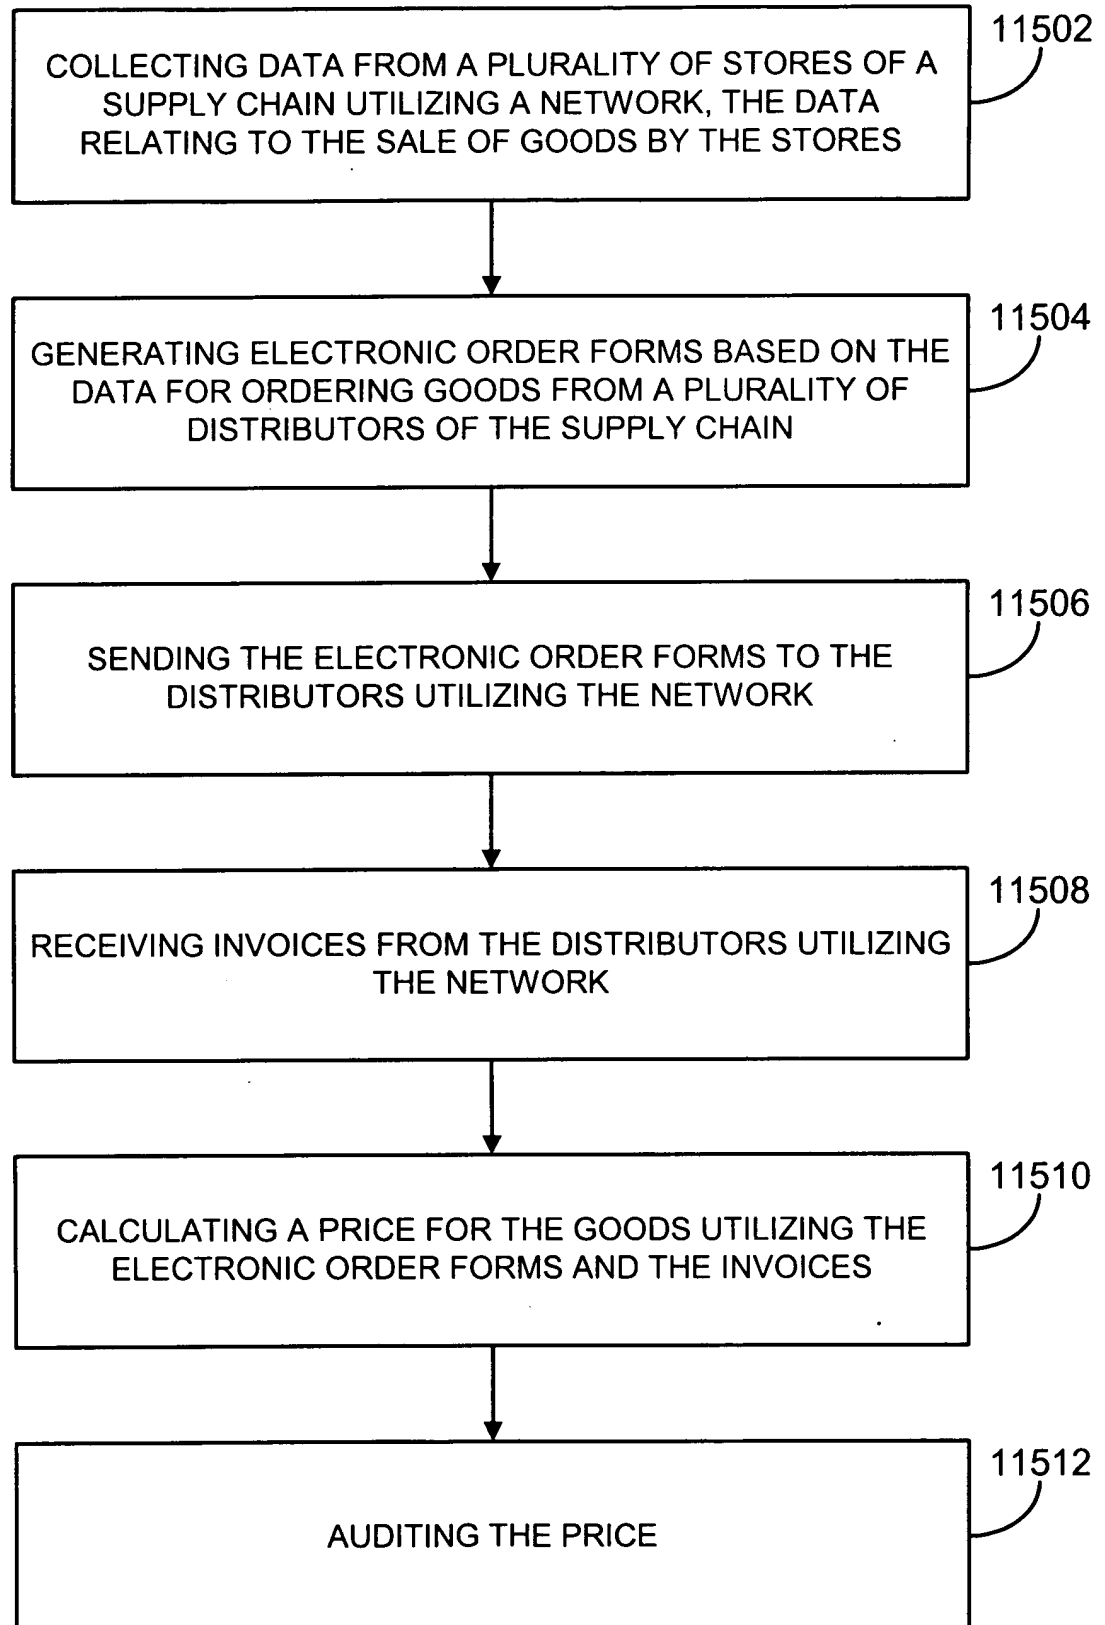 11502
COLLECTING DATA FROM A PLURALITY OF STORES OF A
SUPPLY CHAIN UTILIZING A NETWORK, THE DATA
RELATING TO THE SALE OF GOODS BY THE STORES
11504
GENERATING ELECTRONIC ORDER FORMS BASED ON THE
DATA FOR ORDERING GOODS FROM A PLURALITY OF
DISTRIBUTORS OF THE SUPPLY CHAIN
11506
SENDING THE ELECTRONIC ORDER FORMS TO THE
DISTRIBUTORS UTILIZING THE NETWORK
11508
RECEIVING INVOICES FROM THE DISTRIBUTORS UTILIZING
THE NETWORK
11510
CALCULATING A PRICE FOR THE GOODS UTILIZING THE
ELECTRONIC ORDER FORMS AND THE INVOICES
11512
AUDITING THE PRICE